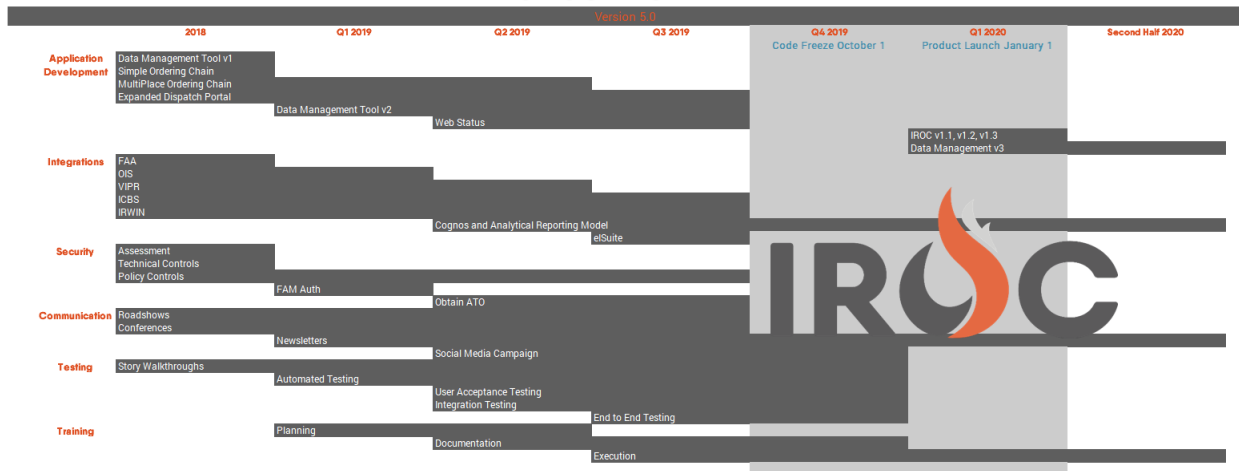 Version 5.0
2018 Q1 2019 Q2 2019 Q3 2019 Q4 2019 Q1 2020 Second Half 2020
Code Freeze October 1 Product Launch January 1
Application Development
Data Management Tool v1
Simple Ordering Chain
MultiPlace Ordering Chain
Expanded Dispatch Portal
Data Management Tool v2
Web Status
IROC v1.1, v1.2, v1.3
Data Management v3
Integrations
FAA
OIS
VIPR
ICBS
IRWIN
Cognos and Analytical Reporting Model
eISuite
Security
Assessment
Technical Controls
Policy Controls
FAM Auth
Obtain ATO
IROC
Communication
Roadshows
Conferences
Newsletters
Social Media Campaign
Testing
Story Walkthroughs
Automated Testing
User Acceptance Testing
Integration Testing
End to End Testing
Training
Planning
Documentation
Execution